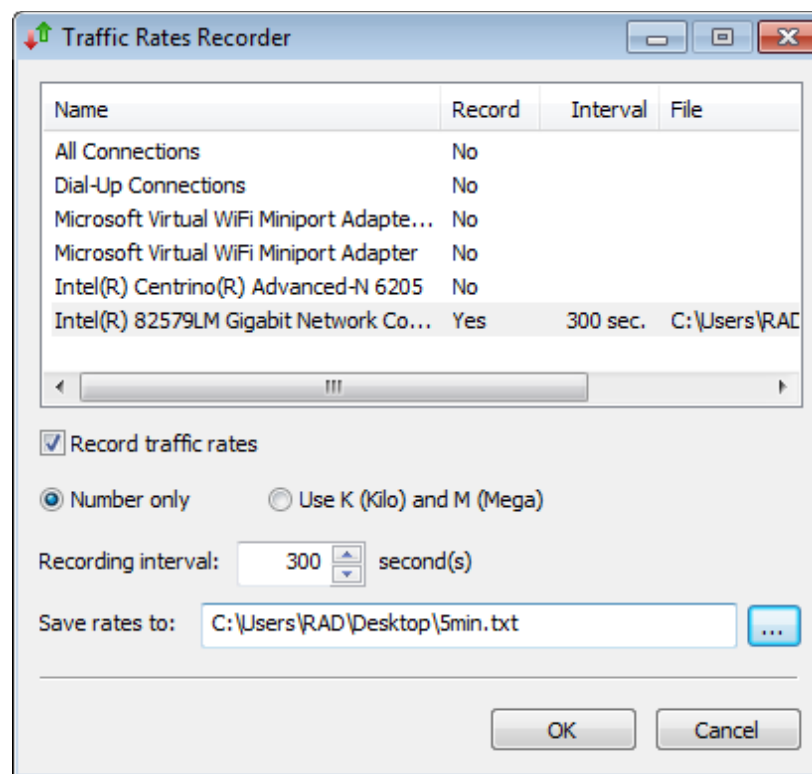 Traffic Rates Recorder
Name Record Interval File
All Connections No
Dial-Up Connections No
Microsoft Virtual WiFi Miniport Adapte... No
Microsoft Virtual WiFi Miniport Adapter No
Intel(R) Centrino(R) Advanced-N 6205 No
Intel(R) 82579LM Gigabit Network Co... Yes 300 sec. C:\Users\RAD
Record traffic rates
Number only Use K (Kilo) and M (Mega)
Recording interval: 300 second(s)
Save rates to: C:\Users\RAD\Desktop\5min.txt ...
OK Cancel